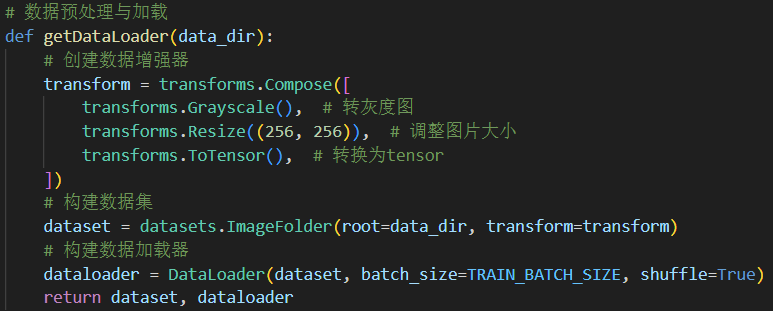 # 数据预处理与加载
def getDataLoader(data_dir):
    # 创建数据增强器
    transform = transforms.Compose([
        transforms.Grayscale(),  # 转灰度图
        transforms.Resize((256, 256)),  # 调整图片大小
        transforms.ToTensor(),  # 转换为tensor
    ])
    # 构建数据集
    dataset = datasets.ImageFolder(root=data_dir, transform=transform)
    # 构建数据加载器
    dataloader = DataLoader(dataset, batch_size=TRAIN_BATCH_SIZE, shuffle=True)
    return dataset, dataloader